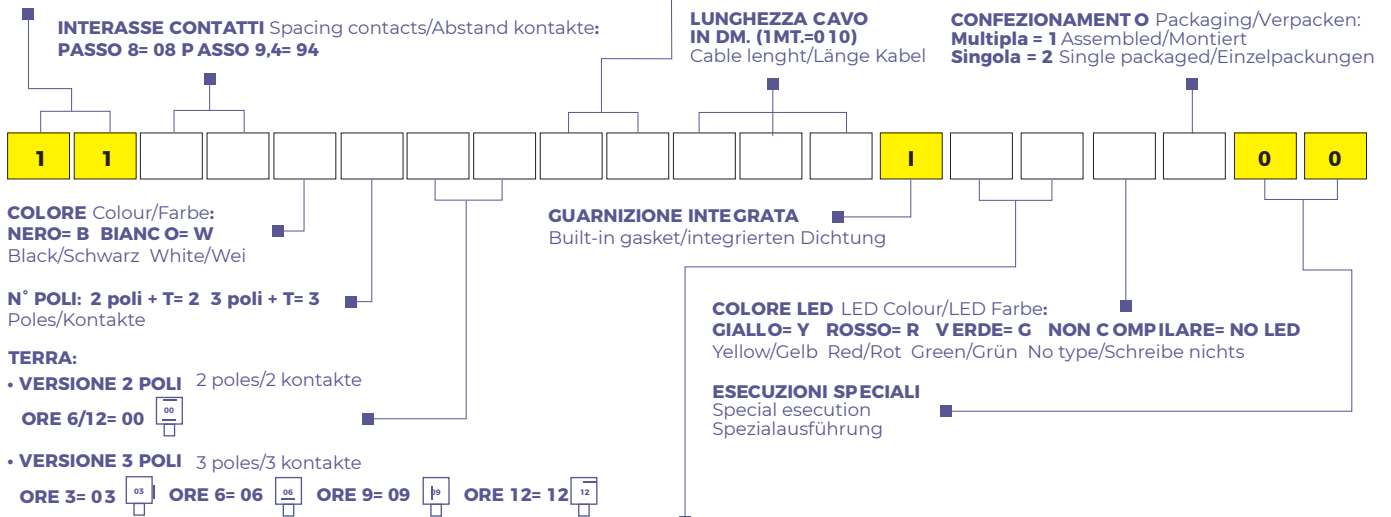 INTERASSE CONTATTI Spacing contacts/Abstand kontakte:
PASSO 8= 08 P ASSO 9,4= 94
LUNGHEZZA CAVO
IN DM. (1MT.=0 1 0)
Cable lenght/Länge Kabel
CONFEZIONAMENT O Packaging/Verpacken:
Multipla = 1 Assembled/Montiert
Singola = 2 Single packaged/Einzelpackungen
1 1 I 0 0
COLORE Colour/Farbe:
NERO= B BIANC O= W
Black/Schwarz White/Wei
GUARNIZIONE INTE GRATA
Built-in gasket/integrierten Dichtung
N° POLI: 2 poli + T= 2 3 poli + T= 3
Poles/Kontakte
COLORE LED LED Colour/LED Farbe:
GIALLO= Y ROSSO= R V ERDE= G NON C OMPILARE= NO LED
Yellow/Gelb Red/Rot Green/Grün No type/Schreibe nichts
TERRA:
• VERSIONE 2 POLI 2 poles/2 kontakte
ORE 6/12= 00 00
ESECUZIONI SPECIALI
Special esecution
Spezialausführung
• VERSIONE 3 POLI 3 poles/3 kontakte
ORE 3= 0 3 03 ORE 6= 06 06 ORE 9= 09 09 ORE 12= 12 12